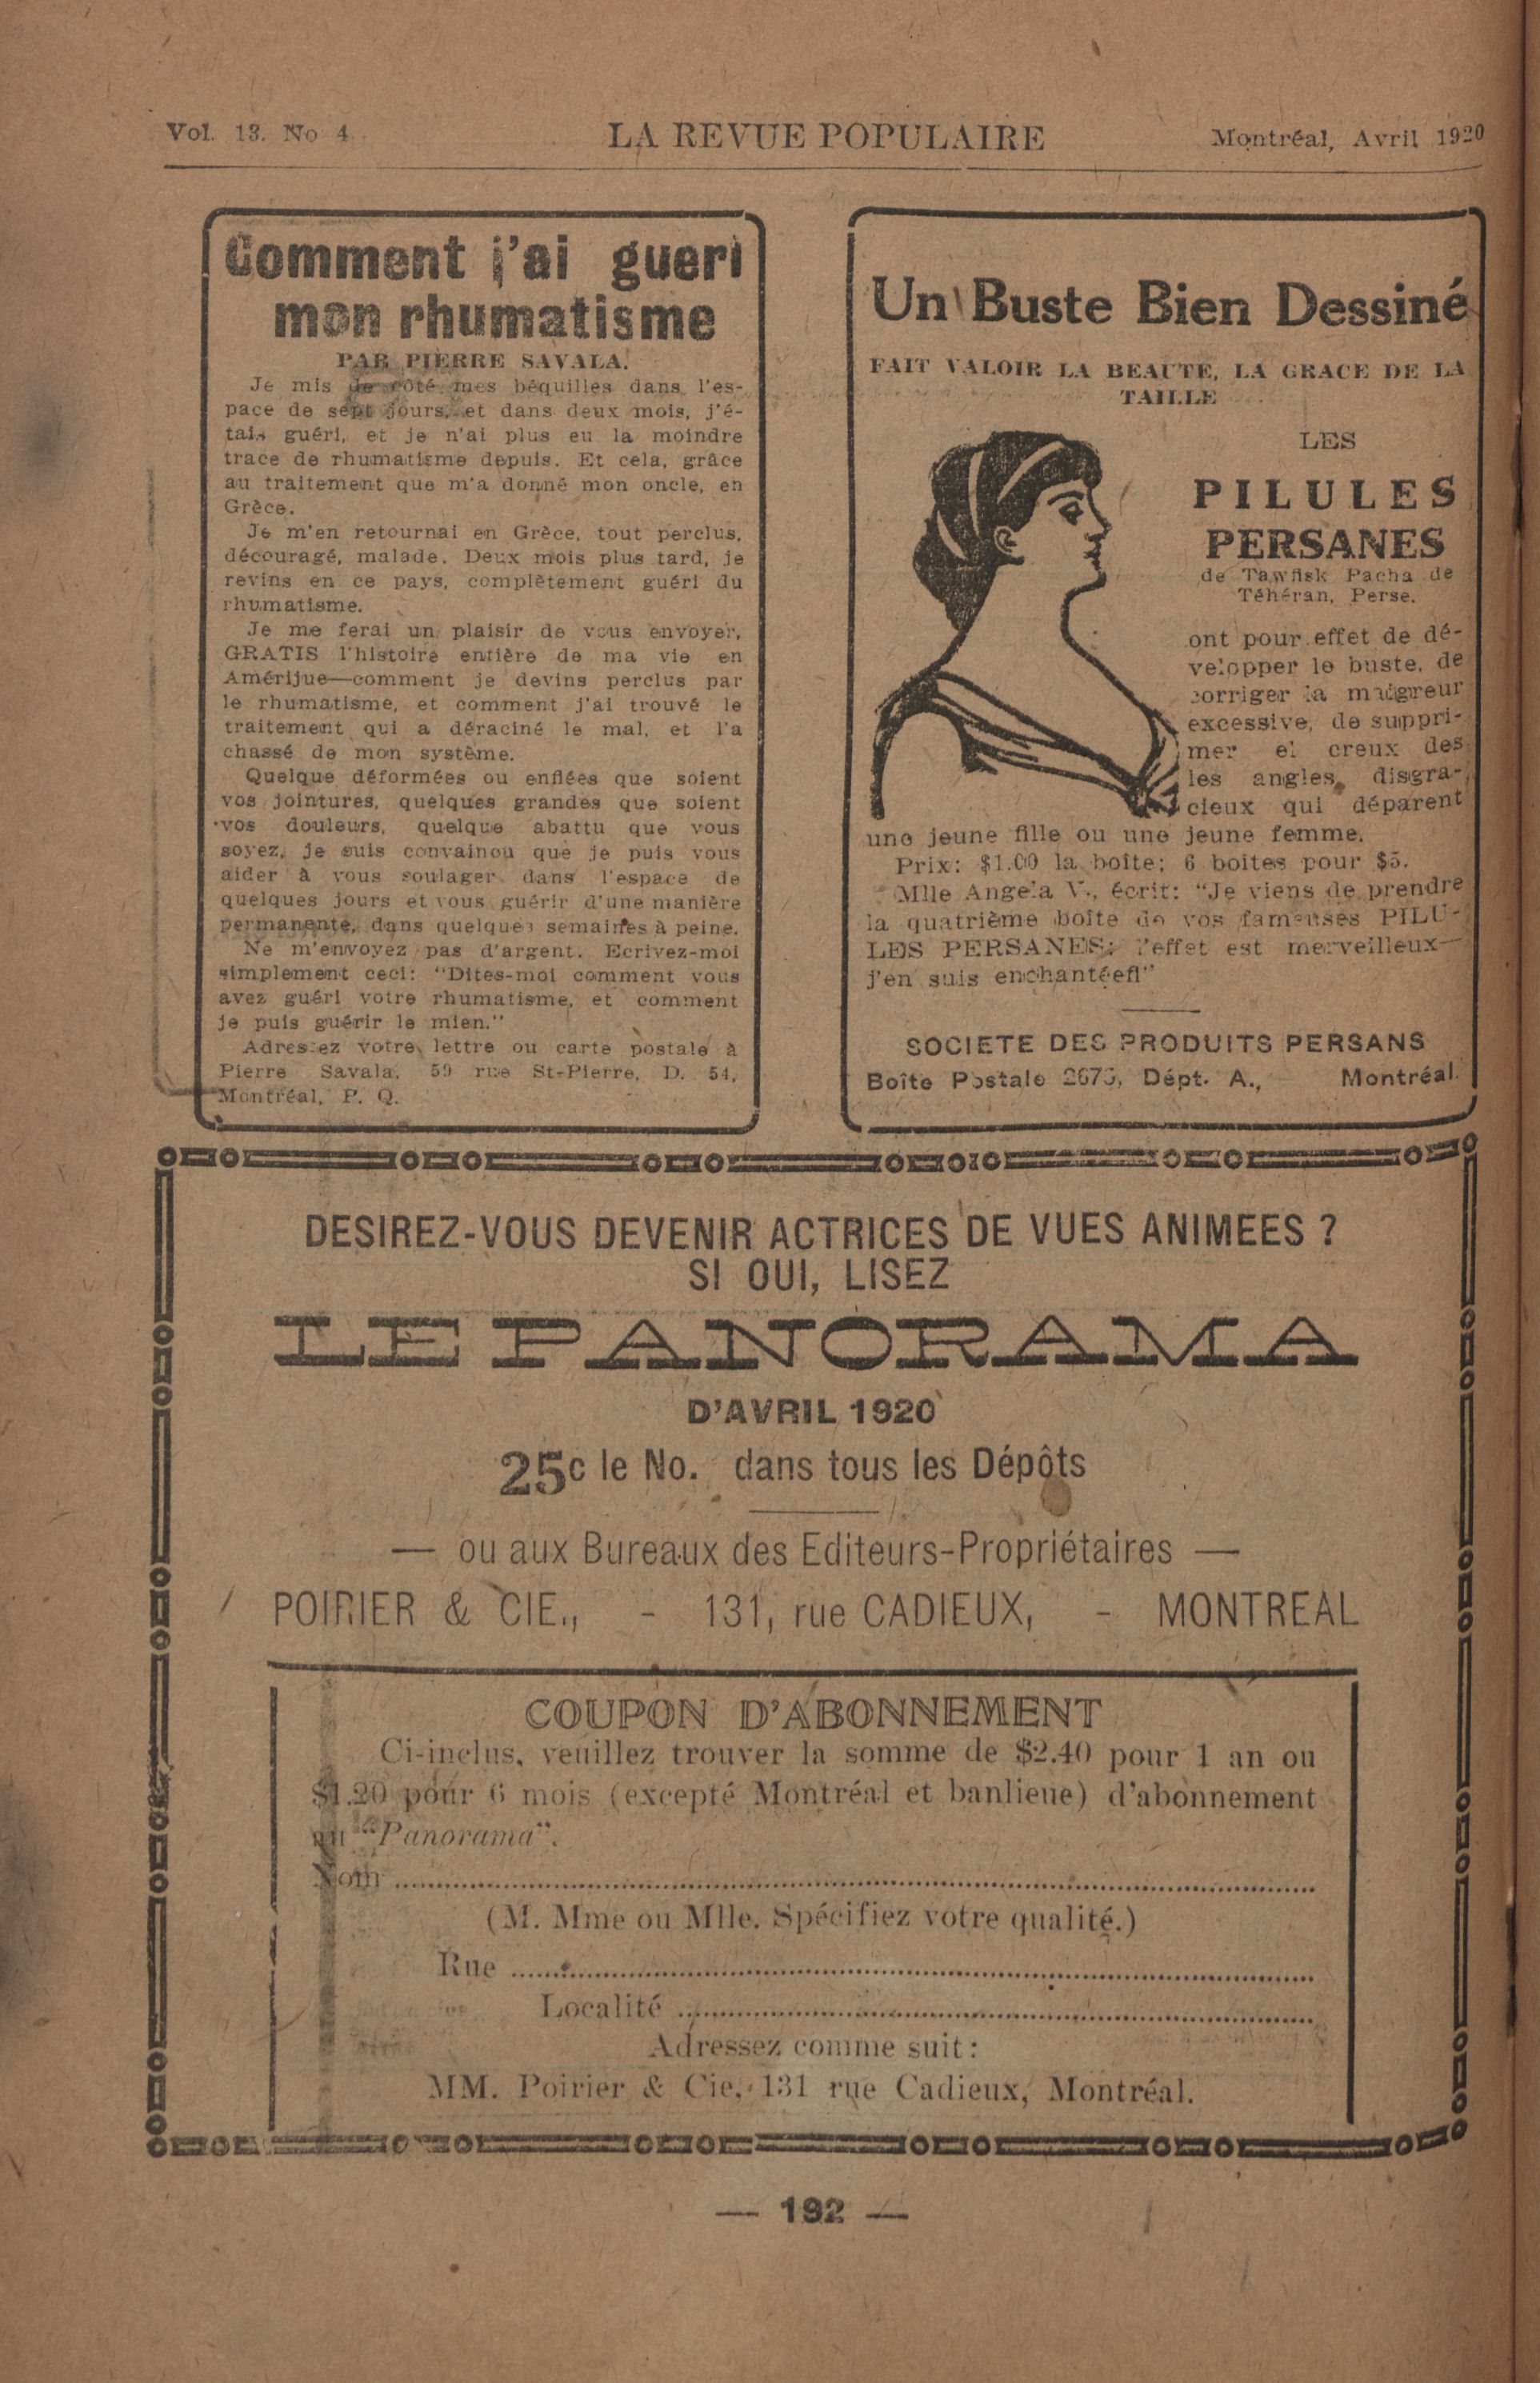 Vol. 13. No 4
LA REVUE POPULAIRE
Montréal, Avril 1920
Comment j'ai gueri
mon rhumatisme
PAR PIERRE SAVALA.
Je mis de côté mes béquilles dans l'es-
pace de sept jours, et dans deux mois, j'é-
tais guéri, et je n'ai plus eu la moindre
trace de rhumatisme depuis. Et cela, grâce
au traitement que m'a donné mon oncle, en
Grèce.
Je m'en retournai en Grèce, tout perclus,
découragé, malade. Deux mois plus tard, je
revins en ce pays, complètement guéri du
rhumatisme.
Je me ferai un plaisir de vous envoyer,
GRATIS l'histoire entière de ma vie en
Amérijue—comment je devins perclus par
le rhumatisme, et comment j'ai trouvé le
traitement qui a déraciné le mal, et l'a
chassé de mon système.
Quelque déformées ou enflées que soient
vos jointures, quelques grandes que soient
vos douleurs, quelque abattu que vous
soyez, je suis convaincu que je puis vous
aider à vous soulager dans l'espace de
quelques jours et vous guérir d'une manière
permanente, dans quelques semaines à peine.
Ne m'envoyez pas d'argent. Ecrivez-moi
simplement ceci: "Dites-moi comment vous
avez guéri votre rhumatisme, et comment
je puis guérir le mien."
Adressez votre lettre ou carte postale à
Pierre Savala, 59 rue St-Pierre, D. 54,
Montréal, P. Q.
Un Buste Bien Dessiné
FAIT VALOIR LA BEAUTE, LA GRACE DE LA
TAILLE
LES
PILULES
PERSANES
de Tawfisk Pacha de
Téhéran, Perse.
ont pour effet de dé-
velopper le buste, de
corriger la maigreur
excessive, de suppri-
mer el creux des
les angles disgra-
cieux qui déparent
une jeune fille ou une jeune femme.
Prix: $1.00 la boîte; 6 boîtes pour $5.
Mlle Angela V., écrit: "Je viens de prendre
la quatrième boîte de vos fameuses PILU-
LES PERSANES; l'effet est merveilleux—
j'en suis enchantéefl"
SOCIETE DES PRODUITS PERSANS
Boîte Postale 2675, Dépt. A., Montréal.
DESIREZ-VOUS DEVENIR ACTRICES DE VUES ANIMEES ?
SI OUI, LISEZ
LE PANORAMA
D'AVRIL 1920
25c le No. dans tous les Dépôts
— ou aux Bureaux des Editeurs-Propriétaires —
POIRIER & CIE., - 131, rue CADIEUX, - MONTREAL
COUPON D'ABONNEMENT
Ci-inclus, veuillez trouver la somme de $2.40 pour 1 an ou
$1.20 pour 6 mois (excepté Montréal et banlieue) d'abonnement
au "Panorama".
Nom
(M. Mme ou Mlle. Spécifiez votre qualité.)
Rue
Localité
Adressez comme suit:
MM. Poirier & Cie, 131 rue Cadieux, Montréal.
— 192 —